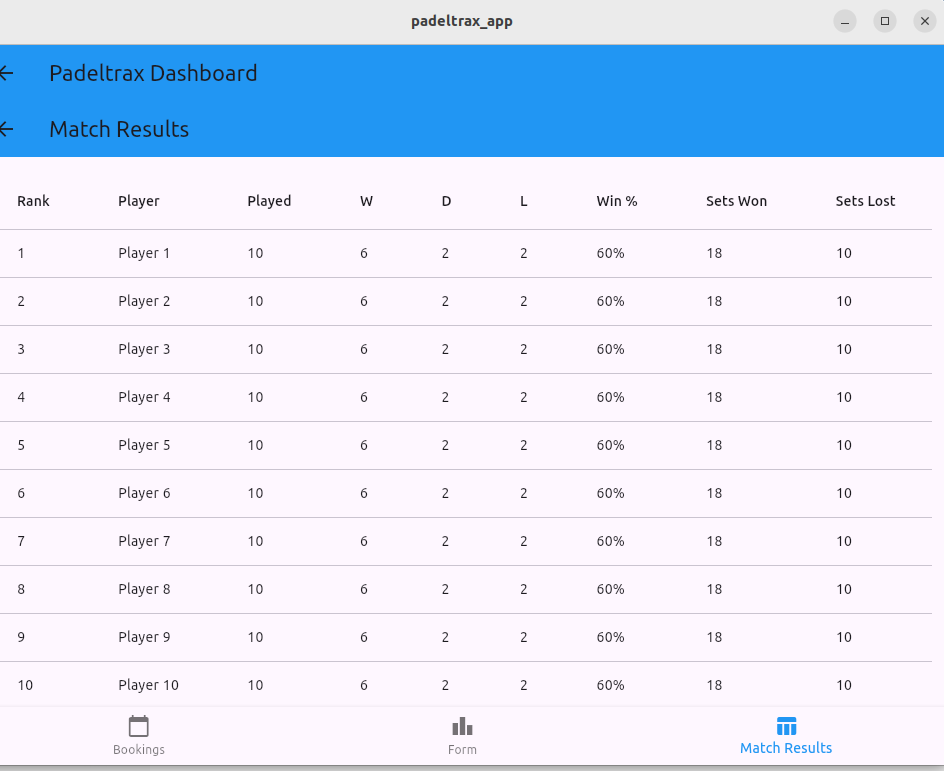 padeltrax_app
Padeltrax Dashboard
Match Results
Rank Player Played W D L Win % Sets Won Sets Lost
1 Player 1 10 6 2 2 60% 18 10
2 Player 2 10 6 2 2 60% 18 10
3 Player 3 10 6 2 2 60% 18 10
4 Player 4 10 6 2 2 60% 18 10
5 Player 5 10 6 2 2 60% 18 10
6 Player 6 10 6 2 2 60% 18 10
7 Player 7 10 6 2 2 60% 18 10
8 Player 8 10 6 2 2 60% 18 10
9 Player 9 10 6 2 2 60% 18 10
10 Player 10 10 6 2 2 60% 18 10
Bookings Form Match Results